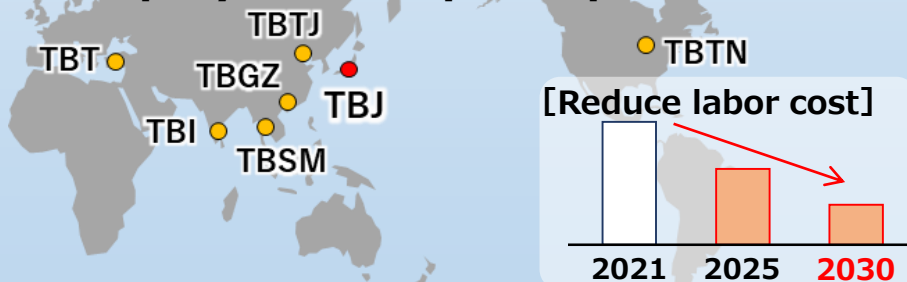 TBTJ
TBT
TBTN
TBGZ
TBJ
[Reduce labor cost]
TBI
TBSM
2021 2025 2030